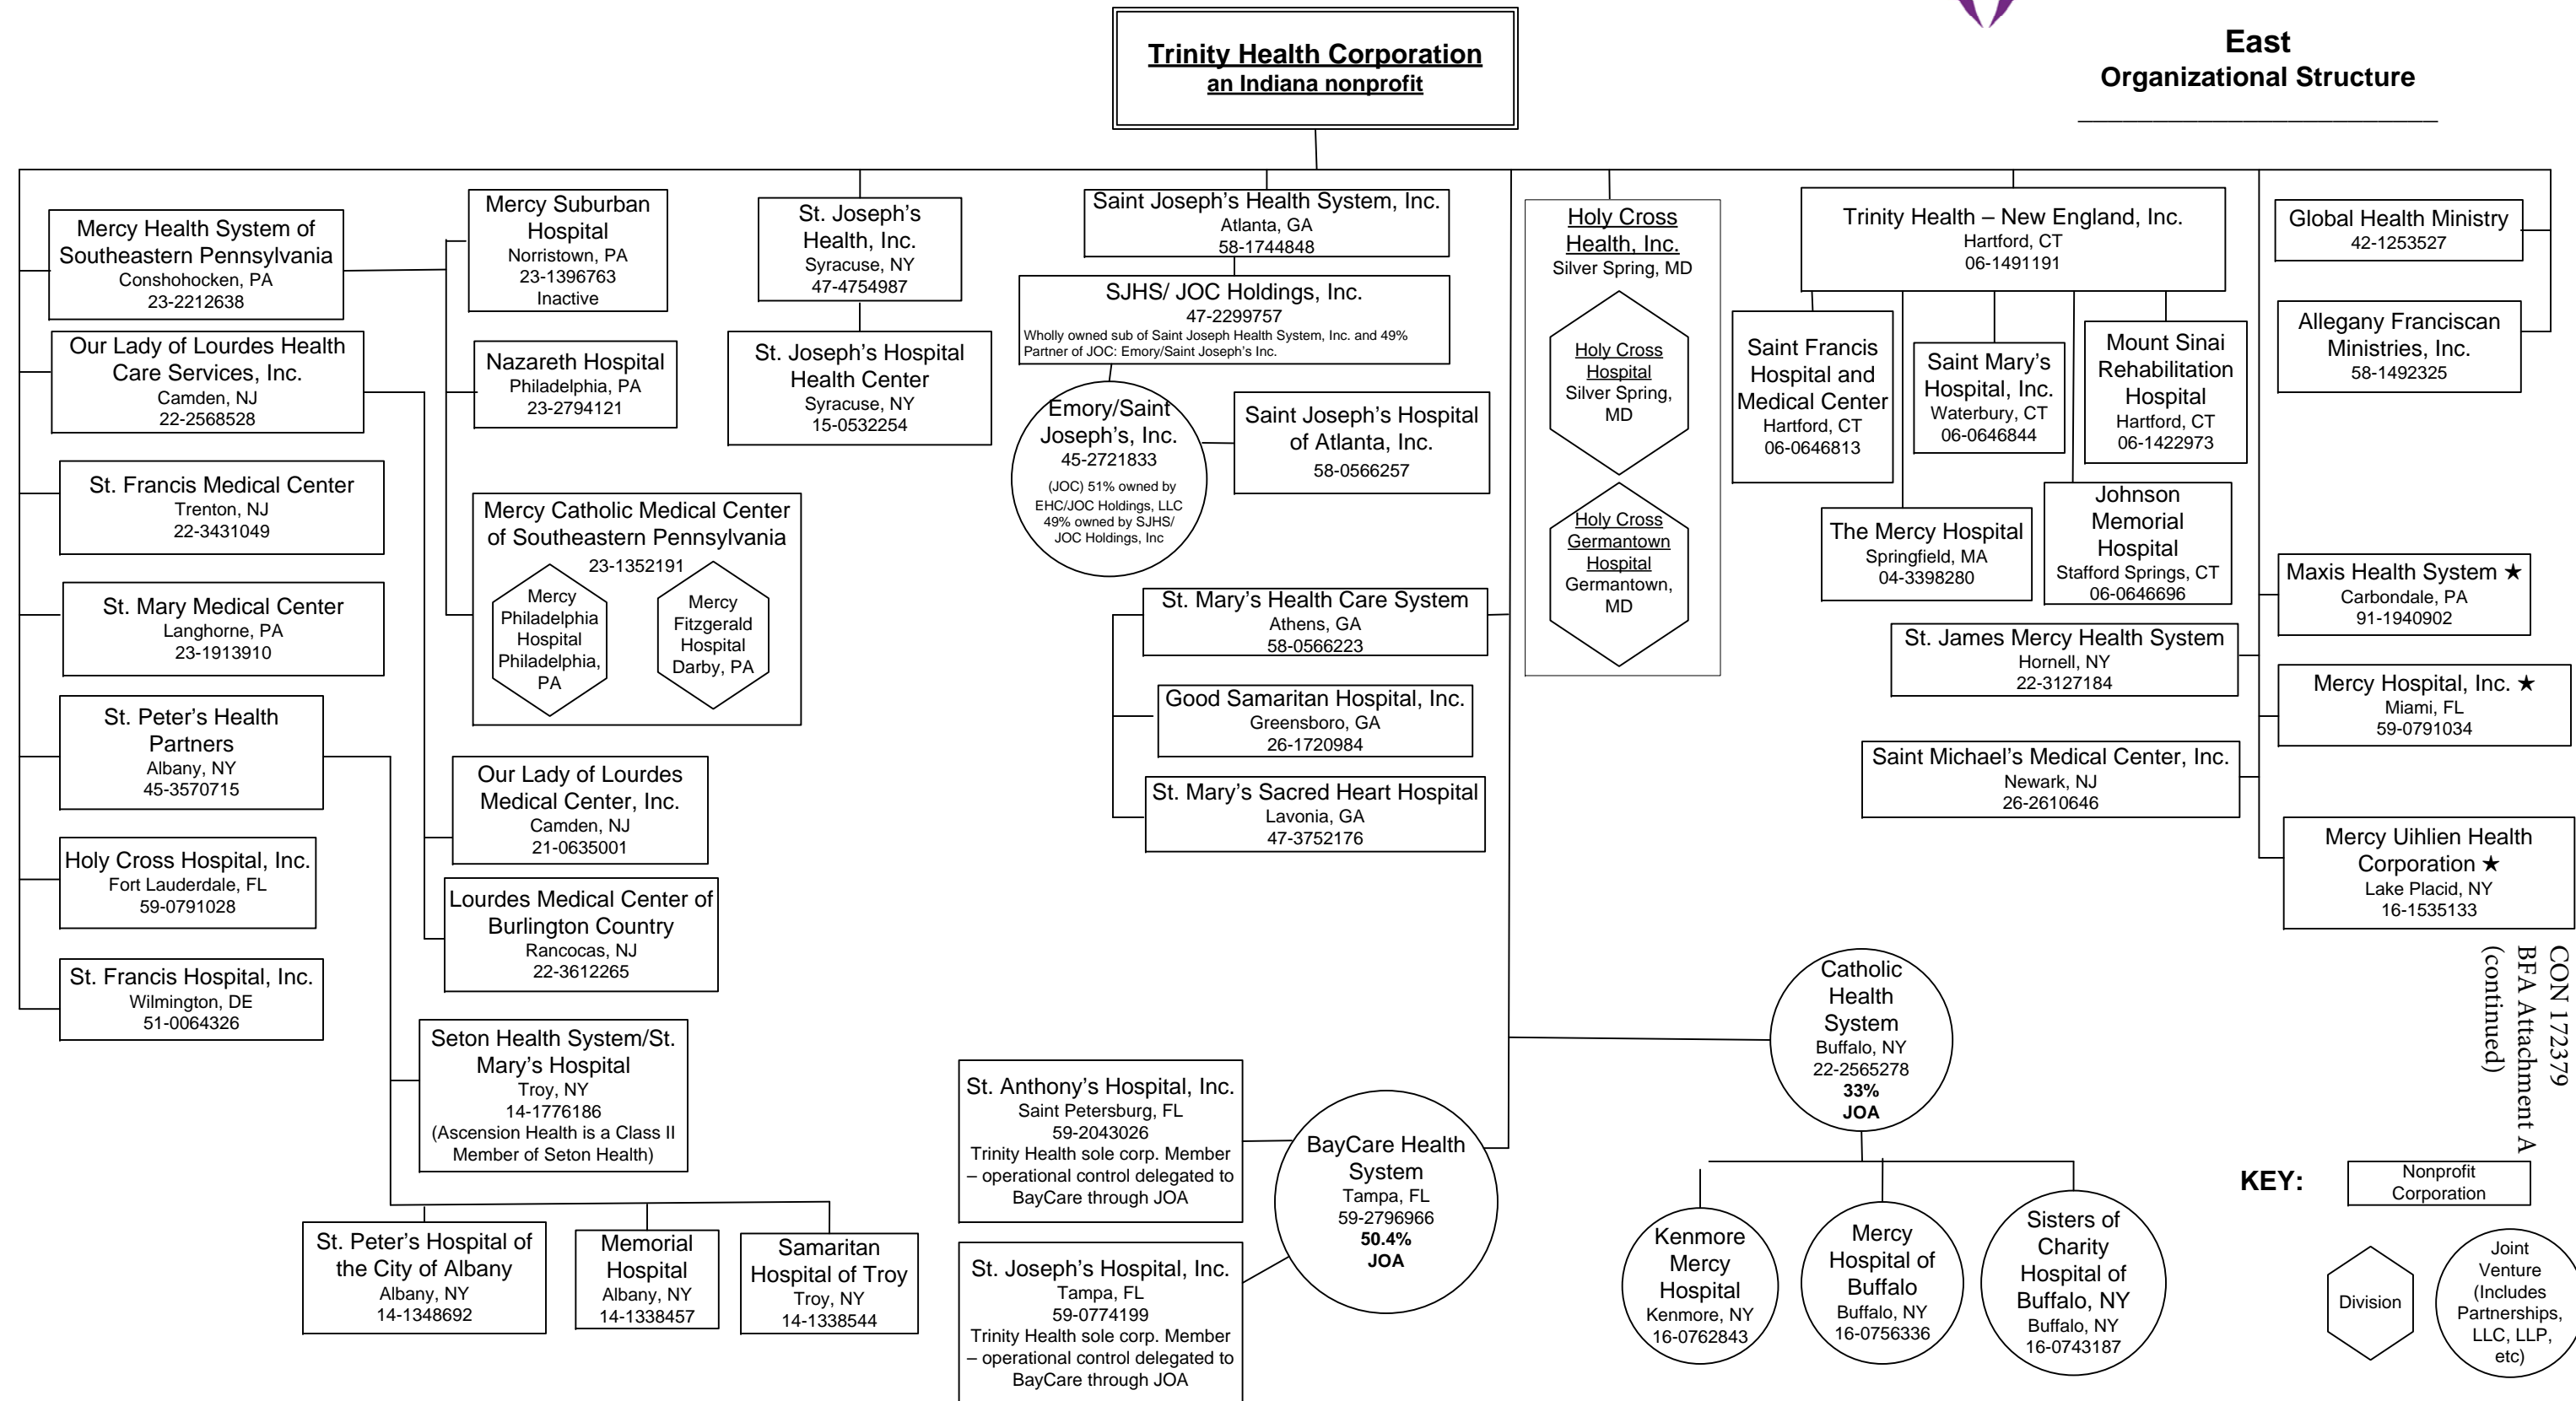 East
Organizational Structure
Trinity Health Corporation
an Indiana nonprofit
Mercy Health System of
Southeastern Pennsylvania
Conshohocken, PA
23-2212638
Our Lady of Lourdes Health
Care Services, Inc.
Camden, NJ
22-2568528
St. Francis Medical Center
Trenton, NJ
22-3431049
St. Mary Medical Center
Langhorne, PA
23-1913910
St. Peter's Health
Partners
Albany, NY
45-3570715
Holy Cross Hospital, Inc.
Fort Lauderdale, FL
59-0791028
St. Francis Hospital, Inc.
Wilmington, DE
51-0064326
Mercy Suburban
Hospital
Norristown, PA
23-1396763
Inactive
Nazareth Hospital
Philadelphia, PA
23-2794121
Mercy Catholic Medical Center
of Southeastern Pennsylvania
23-1352191
Mercy
Philadelphia
Hospital
Philadelphia,
PA
Mercy
Fitzgerald
Hospital
Darby, PA
Our Lady of Lourdes
Medical Center, Inc.
Camden, NJ
21-0635001
Lourdes Medical Center of
Burlington Country
Rancocas, NJ
22-3612265
Seton Health System/St.
Mary's Hospital
Troy, NY
14-1776186
(Ascension Health is a Class II
Member of Seton Health)
St. Peter's Hospital of
the City of Albany
Albany, NY
14-1348692
Memorial
Hospital
Albany, NY
14-1338457
Samaritan
Hospital of Troy
Troy, NY
14-1338544
St. Joseph's
Health, Inc.
Syracuse, NY
47-4754987
St. Joseph's Hospital
Health Center
Syracuse, NY
15-0532254
Saint Joseph's Health System, Inc.
Atlanta, GA
58-1744848
SJHS/ JOC Holdings, Inc.
47-2299757
Wholly owned sub of Saint Joseph Health System, Inc. and 49%
Partner of JOC: Emory/Saint Joseph's Inc.
Emory/Saint
Joseph's, Inc.
45-2721833
(JOC) 51% owned by
EHC/JOC Holdings, LLC
49% owned by SJHS/
JOC Holdings, Inc
Saint Joseph's Hospital
of Atlanta, Inc.
58-0566257
St. Mary's Health Care System
Athens, GA
58-0566223
Good Samaritan Hospital, Inc.
Greensboro, GA
26-1720984
St. Mary's Sacred Heart Hospital
Lavonia, GA
47-3752176
St. Anthony's Hospital, Inc.
Saint Petersburg, FL
59-2043026
Trinity Health sole corp. Member
– operational control delegated to
BayCare through JOA
St. Joseph's Hospital, Inc.
Tampa, FL
59-0774199
Trinity Health sole corp. Member
– operational control delegated to
BayCare through JOA
BayCare Health
System
Tampa, FL
59-2796966
50.4%
JOA
Holy Cross
Health, Inc.
Silver Spring, MD
Holy Cross
Hospital
Silver Spring,
MD
Holy Cross
Germantown
Hospital
Germantown,
MD
Trinity Health – New England, Inc.
Hartford, CT
06-1491191
Saint Francis
Hospital and
Medical Center
Hartford, CT
06-0646813
Saint Mary's
Hospital, Inc.
Waterbury, CT
06-0646844
Mount Sinai
Rehabilitation
Hospital
Hartford, CT
06-1422973
The Mercy Hospital
Springfield, MA
04-3398280
Johnson
Memorial
Hospital
Stafford Springs, CT
06-0646696
Global Health Ministry
42-1253527
Allegany Franciscan
Ministries, Inc.
58-1492325
Maxis Health System ★
Carbondale, PA
91-1940902
St. James Mercy Health System
Hornell, NY
22-3127184
Mercy Hospital, Inc. ★
Miami, FL
59-0791034
Saint Michael's Medical Center, Inc.
Newark, NJ
26-2610646
Mercy Uihlien Health
Corporation ★
Lake Placid, NY
16-1535133
Catholic
Health
System
Buffalo, NY
22-2565278
33%
JOA
Kenmore
Mercy
Hospital
Kenmore, NY
16-0762843
Mercy
Hospital of
Buffalo
Buffalo, NY
16-0756336
Sisters of
Charity
Hospital of
Buffalo, NY
Buffalo, NY
16-0743187
CON 172379
BFA Attachment A
(continued)
KEY:
Nonprofit
Corporation
Division
Joint
Venture
(Includes
Partnerships,
LLC, LLP,
etc)